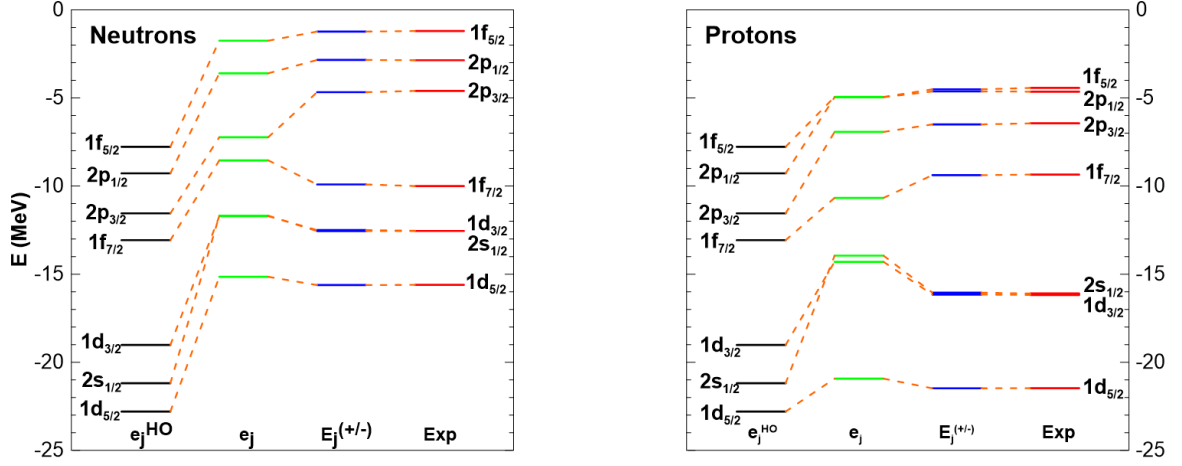 Neutrons
E (MeV)
0
-5
-10
-15
-20
-25
1f5/2
2p1/2
2p3/2
1f7/2
1d3/2
2s1/2
1d5/2
1f5/2
2p1/2
2p3/2
1f7/2
1d3/2
2s1/2
1d5/2
ejHO ej Ej(+/-) Exp
Protons
1f5/2
2p1/2
2p3/2
1f7/2
1d3/2
2s1/2
1d5/2
1f5/2
2p1/2
2p3/2
1f7/2
2s1/2
1d3/2
1d5/2
ejHO ej Ej(+/-) Exp
0
-5
-10
-15
-20
-25